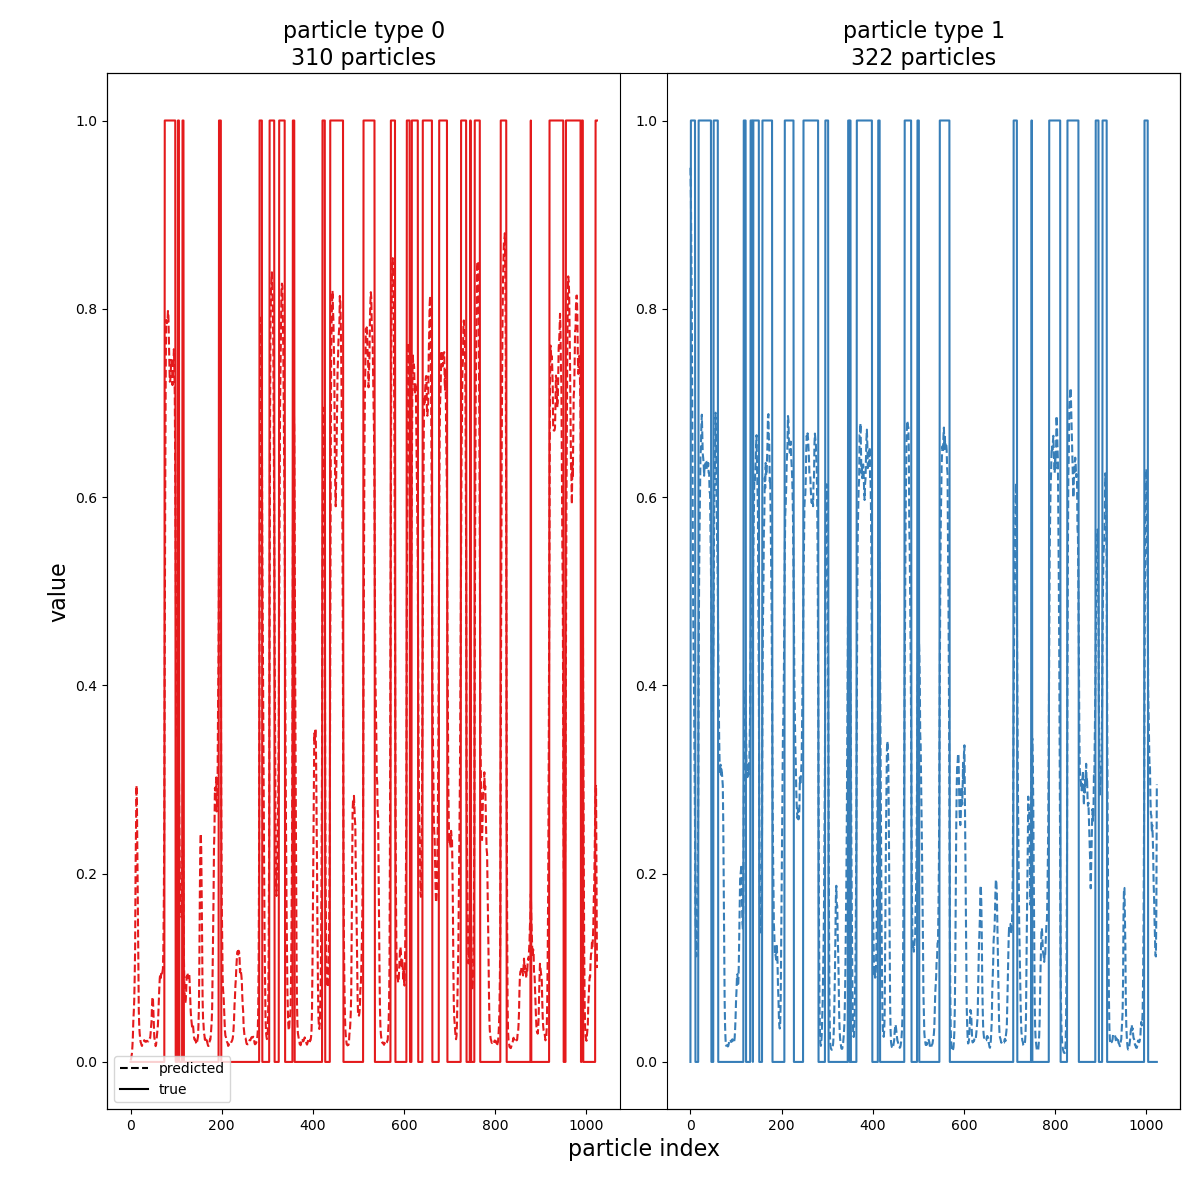 particle type 0
310 particles
particle type 1
322 particles
1.0
0.8
0.6
0.4
0.2
0.0
1.0
0.8
0.6
0.4
0.2
0.0
value
predicted
true
0 200 400 600 800 1000
0 200 400 600 800 1000
particle index